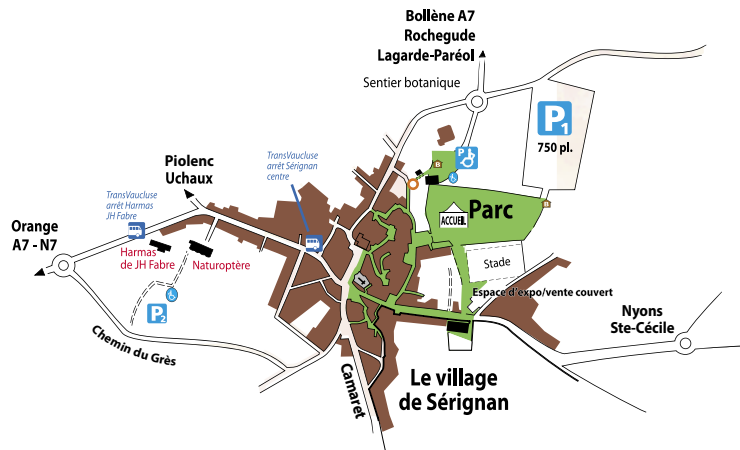 Bollène A7
Rochegude
Lagarde-Paréol
Sentier botanique
P1
750 pl.
P
B
B
TransVaucluse
arrêt Sérignan
centre
Piolenc
Uchaux
TransVaucluse
arrêt Harmas
JH Fabre
Orange
A7 - N7
Harmas
de JH Fabre
Naturoptère
P2
Chemin du Grès
ACCUEIL
Parc
Stade
Espace d'expo/vente couvert
Nyons
Ste-Cécile
Camaret
Le village
de Sérignan